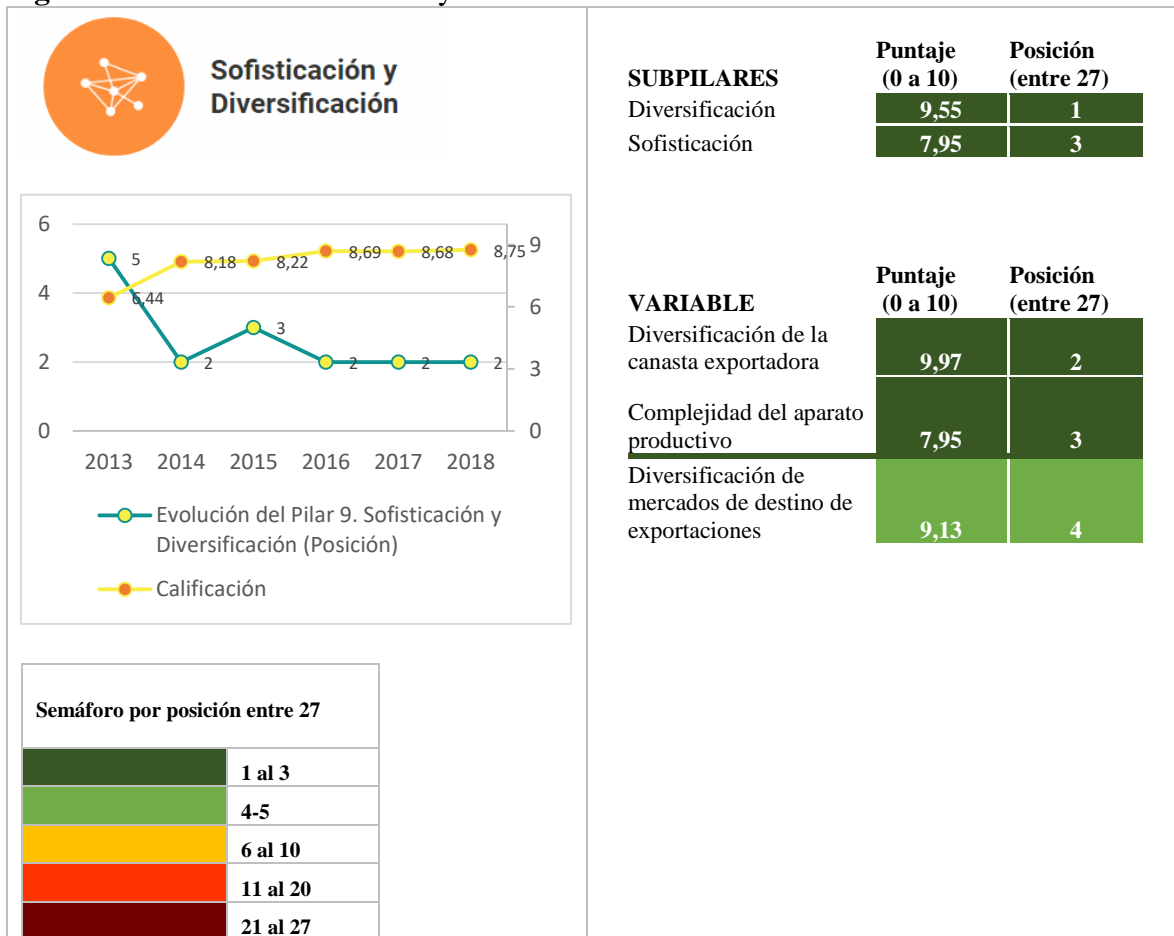 Sofisticación y
Diversificación
6
4
2
0
9
6
3
0
5
2
3
2
2
2
6,44
8,18
8,22
8,69
8,68
8,75
2013 2014 2015 2016 2017 2018
Evolución del Pilar 9. Sofisticación y
Diversificación (Posición)
Calificación
Semáforo por posición entre 27
1 al 3
4-5
6 al 10
11 al 20
21 al 27
Puntaje Posición
SUBPILARES (0 a 10) (entre 27)
Diversificación 9,55 1
Sofisticación 7,95 3
Puntaje Posición
VARIABLE (0 a 10) (entre 27)
Diversificación de la
canasta exportadora 9,97 2
Complejidad del aparato
productivo 7,95 3
Diversificación de
mercados de destino de
exportaciones 9,13 4